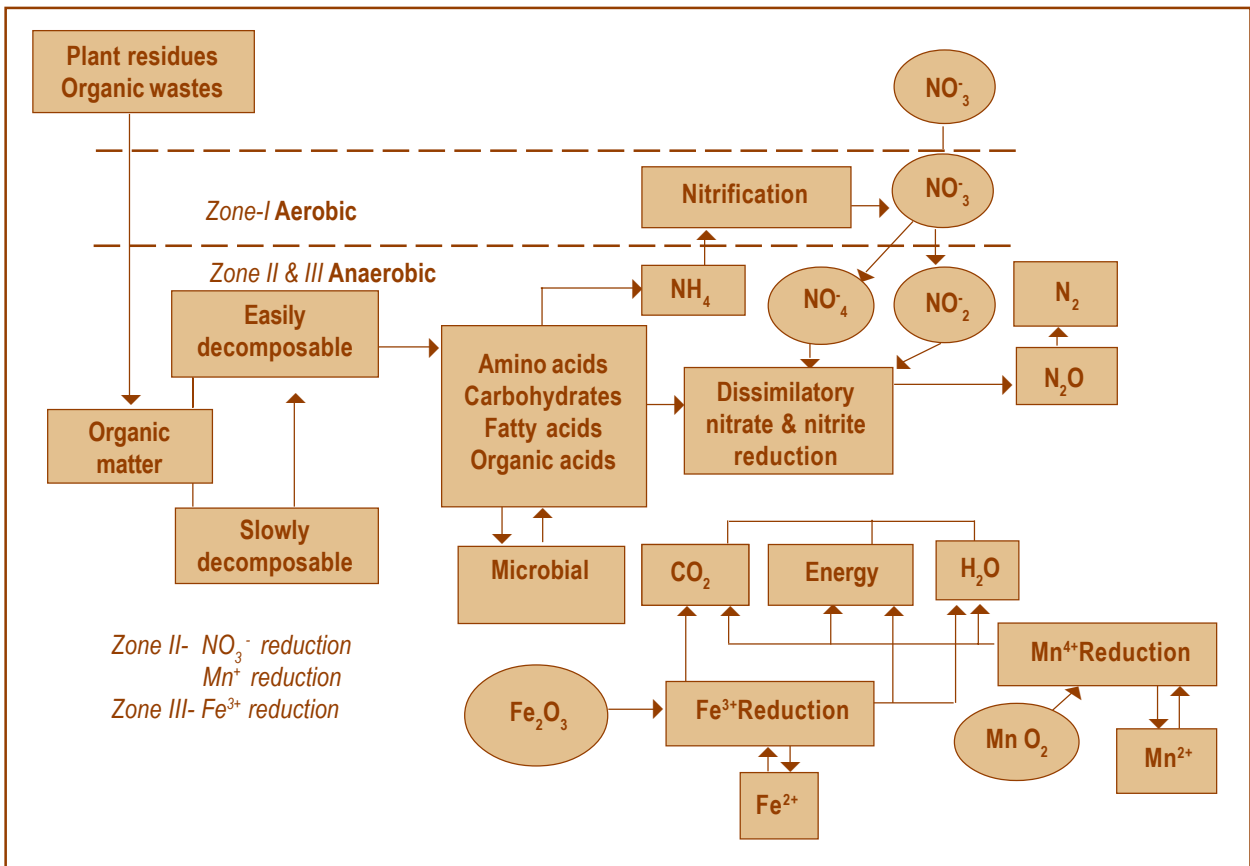 Plant residues
Organic wastes
NO⁻₃
Zone-I Aerobic
Nitrification
NO⁻₃
Zone II & III Anaerobic
Easily
decomposable
NH₄
NO⁻₄
NO⁻₂
N₂
Amino acids
Carbohydrates
Fatty acids
Organic acids
Dissimilatory
nitrate & nitrite
reduction
N₂O
Organic
matter
Slowly
decomposable
Microbial
CO₂
Energy
H₂O
Zone II- NO₃⁻ reduction
Mn⁺ reduction
Zone III- Fe³⁺ reduction
Fe₂O₃
Fe³⁺Reduction
Fe²⁺
Mn⁴⁺Reduction
Mn O₂
Mn²⁺